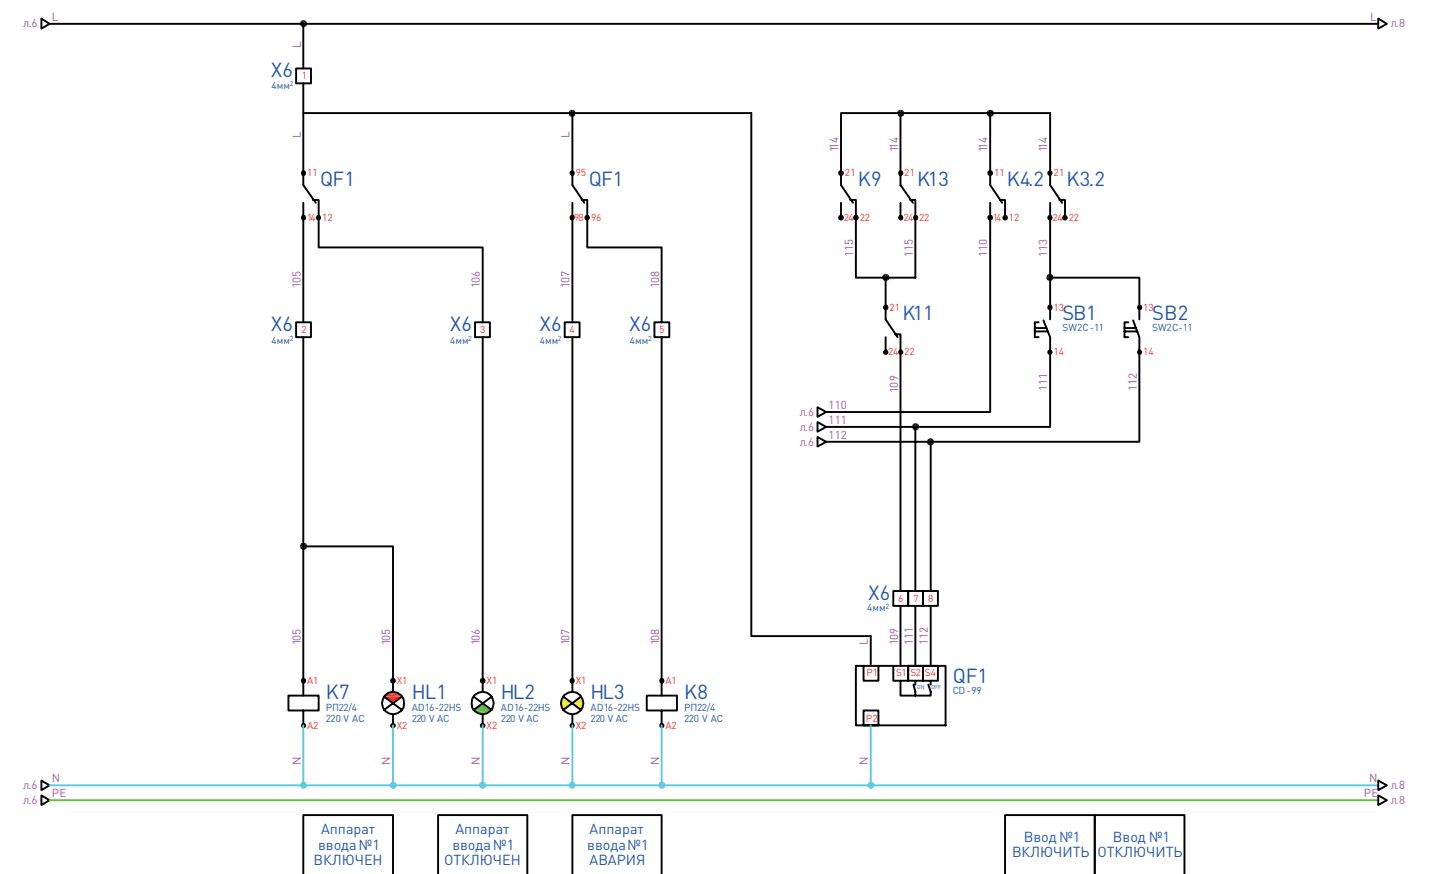 л.6 L L л.8
L
X6 1
4мм²
L L 114 114 114 114
11 QF1 95 QF1 21 K9 21 K13 11 K4.2 21 K3.2
14 12 98 96 24 22 24 22 14 12 24 22
105 106 107 108 115 115 110 113
21 K11 13 SB1 13 SB2
SW2C-11 SW2C-11
X6 2 X6 3 X6 4 X6 5
4мм² 4мм² 4мм² 4мм²
24 22 14 14
109 111 112
л.6 110
л.6 111
л.6 112
X6 6 7 8
4мм²
105 105 106 107 108 L 109 111 112
P1 S1 S2 S4 QF1
ON OFF CD-99
A1 K7 X1 HL1 X1 HL2 X1 HL3 A1 K8
РП22/4 AD16-22HS AD16-22HS AD16-22HS РП22/4
220 V AC 220 V AC 220 V AC 220 V AC 220 V AC
A2 X2 X2 X2 A2 P2
N N N N N N
л.6 N N л.8
л.6 PE PE л.8
Аппарат
ввода №1
ВКЛЮЧЕН
Аппарат
ввода №1
ОТКЛЮЧЕН
Аппарат
ввода №1
АВАРИЯ
Ввод №1
ВКЛЮЧИТЬ
Ввод №1
ОТКЛЮЧИТЬ